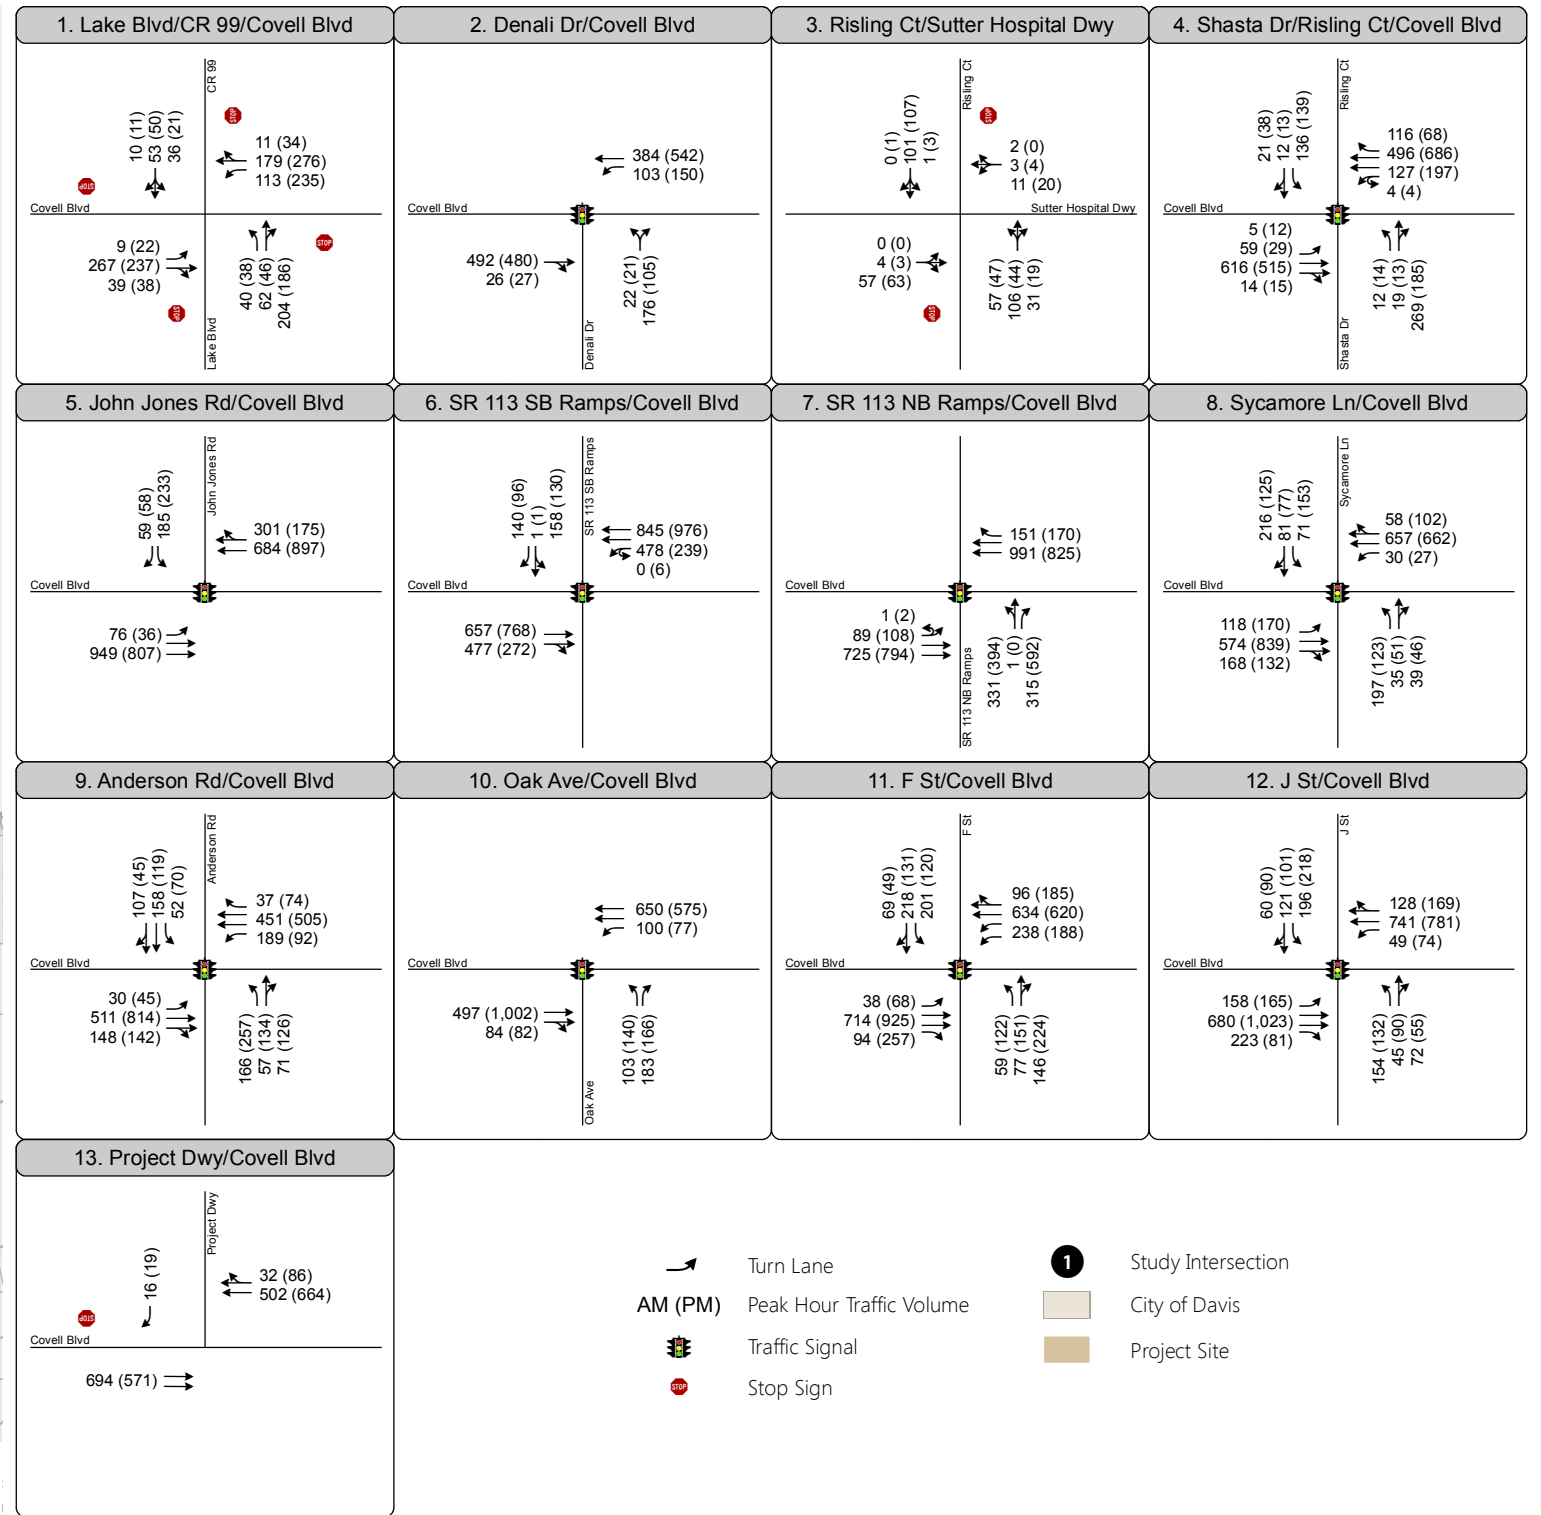 1. Lake Blvd/CR 99/Covell Blvd
CR 99
10 (11)
53 (50)
36 (21)
STOP
11 (34)
179 (276)
113 (235)
STOP
Covell Blvd
9 (22)
267 (237)
39 (38)
40 (38)
62 (46)
204 (186)
STOP
STOP
Lake Blvd
2. Denali Dr/Covell Blvd
384 (542)
103 (150)
Covell Blvd
492 (480)
26 (27)
22 (21)
176 (105)
Denali Dr
3. Risling Ct/Sutter Hospital Dwy
Risling Ct
0 (1)
101 (107)
1 (3)
STOP
2 (0)
3 (4)
11 (20)
Sutter Hospital Dwy
0 (0)
4 (3)
57 (63)
57 (47)
106 (44)
31 (19)
STOP
4. Shasta Dr/Risling Ct/Covell Blvd
Risling Ct
21 (38)
12 (13)
136 (139)
116 (68)
496 (686)
127 (197)
4 (4)
Covell Blvd
5 (12)
59 (29)
616 (515)
14 (15)
12 (14)
19 (13)
269 (185)
Shasta Dr
5. John Jones Rd/Covell Blvd
John Jones Rd
59 (58)
185 (233)
301 (175)
684 (897)
Covell Blvd
76 (36)
949 (807)
6. SR 113 SB Ramps/Covell Blvd
SR 113 SB Ramps
140 (96)
1 (1)
158 (130)
845 (976)
478 (239)
0 (6)
Covell Blvd
657 (768)
477 (272)
7. SR 113 NB Ramps/Covell Blvd
151 (170)
991 (825)
Covell Blvd
1 (2)
89 (108)
725 (794)
331 (394)
1 (0)
315 (592)
SR 113 NB Ramps
8. Sycamore Ln/Covell Blvd
Sycamore Ln
216 (125)
81 (77)
71 (153)
58 (102)
657 (662)
30 (27)
Covell Blvd
118 (170)
574 (839)
168 (132)
197 (123)
35 (51)
39 (46)
9. Anderson Rd/Covell Blvd
Anderson Rd
107 (45)
158 (119)
52 (70)
37 (74)
451 (505)
189 (92)
Covell Blvd
30 (45)
511 (814)
148 (142)
166 (257)
57 (134)
71 (126)
10. Oak Ave/Covell Blvd
650 (575)
100 (77)
Covell Blvd
497 (1,002)
84 (82)
103 (140)
183 (166)
Oak Ave
11. F St/Covell Blvd
F St
69 (49)
218 (131)
201 (120)
96 (185)
634 (620)
238 (188)
Covell Blvd
38 (68)
714 (925)
94 (257)
59 (122)
77 (151)
146 (224)
12. J St/Covell Blvd
J St
60 (90)
121 (101)
196 (218)
128 (169)
741 (781)
49 (74)
Covell Blvd
158 (165)
680 (1,023)
223 (81)
154 (132)
45 (90)
72 (55)
13. Project Dwy/Covell Blvd
Project Dwy
16 (19)
32 (86)
502 (664)
STOP
Covell Blvd
694 (571)
Turn Lane
AM (PM) Peak Hour Traffic Volume
Traffic Signal
STOP Stop Sign
1 Study Intersection
City of Davis
Project Site